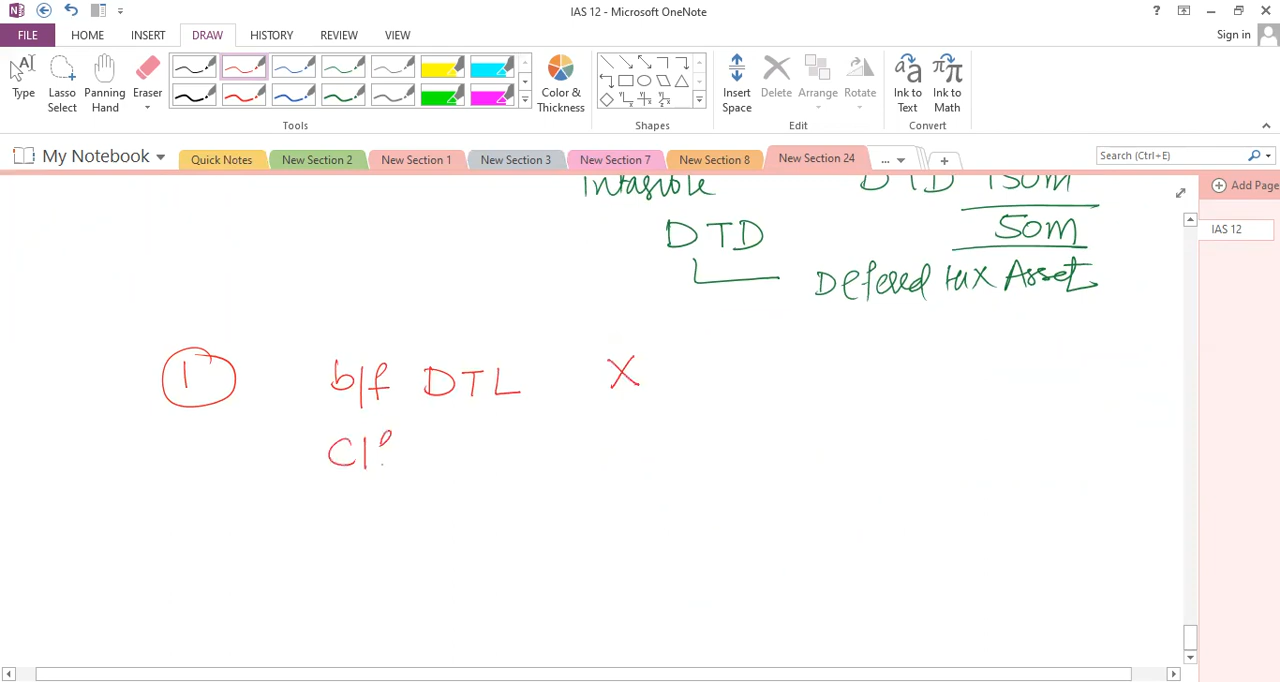 IAS 12 - Microsoft OneNote
FILE HOME INSERT DRAW HISTORY REVIEW VIEW
Sign in
Type
Lasso Select
Panning Hand
Eraser
Color & Thickness
Insert Space
Delete
Arrange
Rotate
Ink to Text
Ink to Math
Tools
Shapes
Edit
Convert
My Notebook
Quick Notes
New Section 2
New Section 1
New Section 3
New Section 7
New Section 8
New Section 24
...
Search (Ctrl+E)
Add Page
IAS 12
Intagible DTD 150M
DTD 50M
Defered tax Asset
1 b/f DTL X